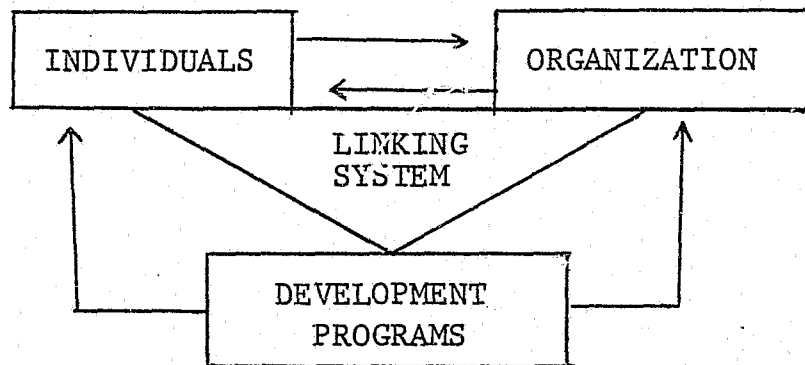 INDIVIDUALS
ORGANIZATION
LINKING
SYSTEM
DEVELOPMENT
PROGRAMS